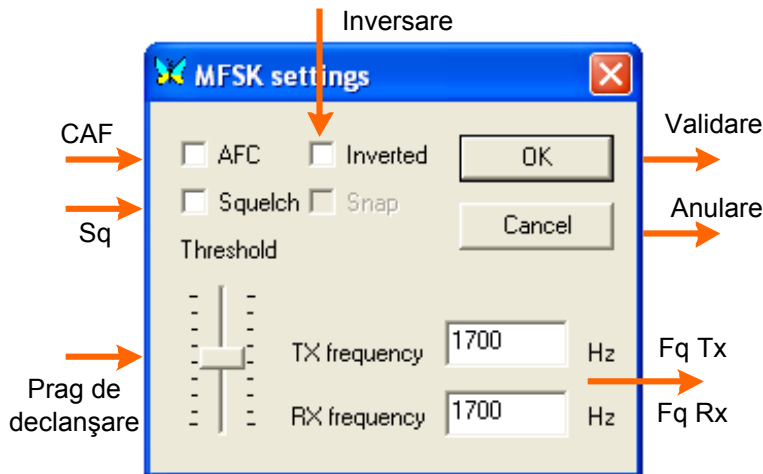 Inversare
MFSK settings
CAF
AFC
Inverted
OK
Validare
Sq
Squelch
Snap
Cancel
Anulare
Threshold
Prag de
declanşare
TX frequency
1700
Hz
Fq Tx
RX frequency
1700
Hz
Fq Rx